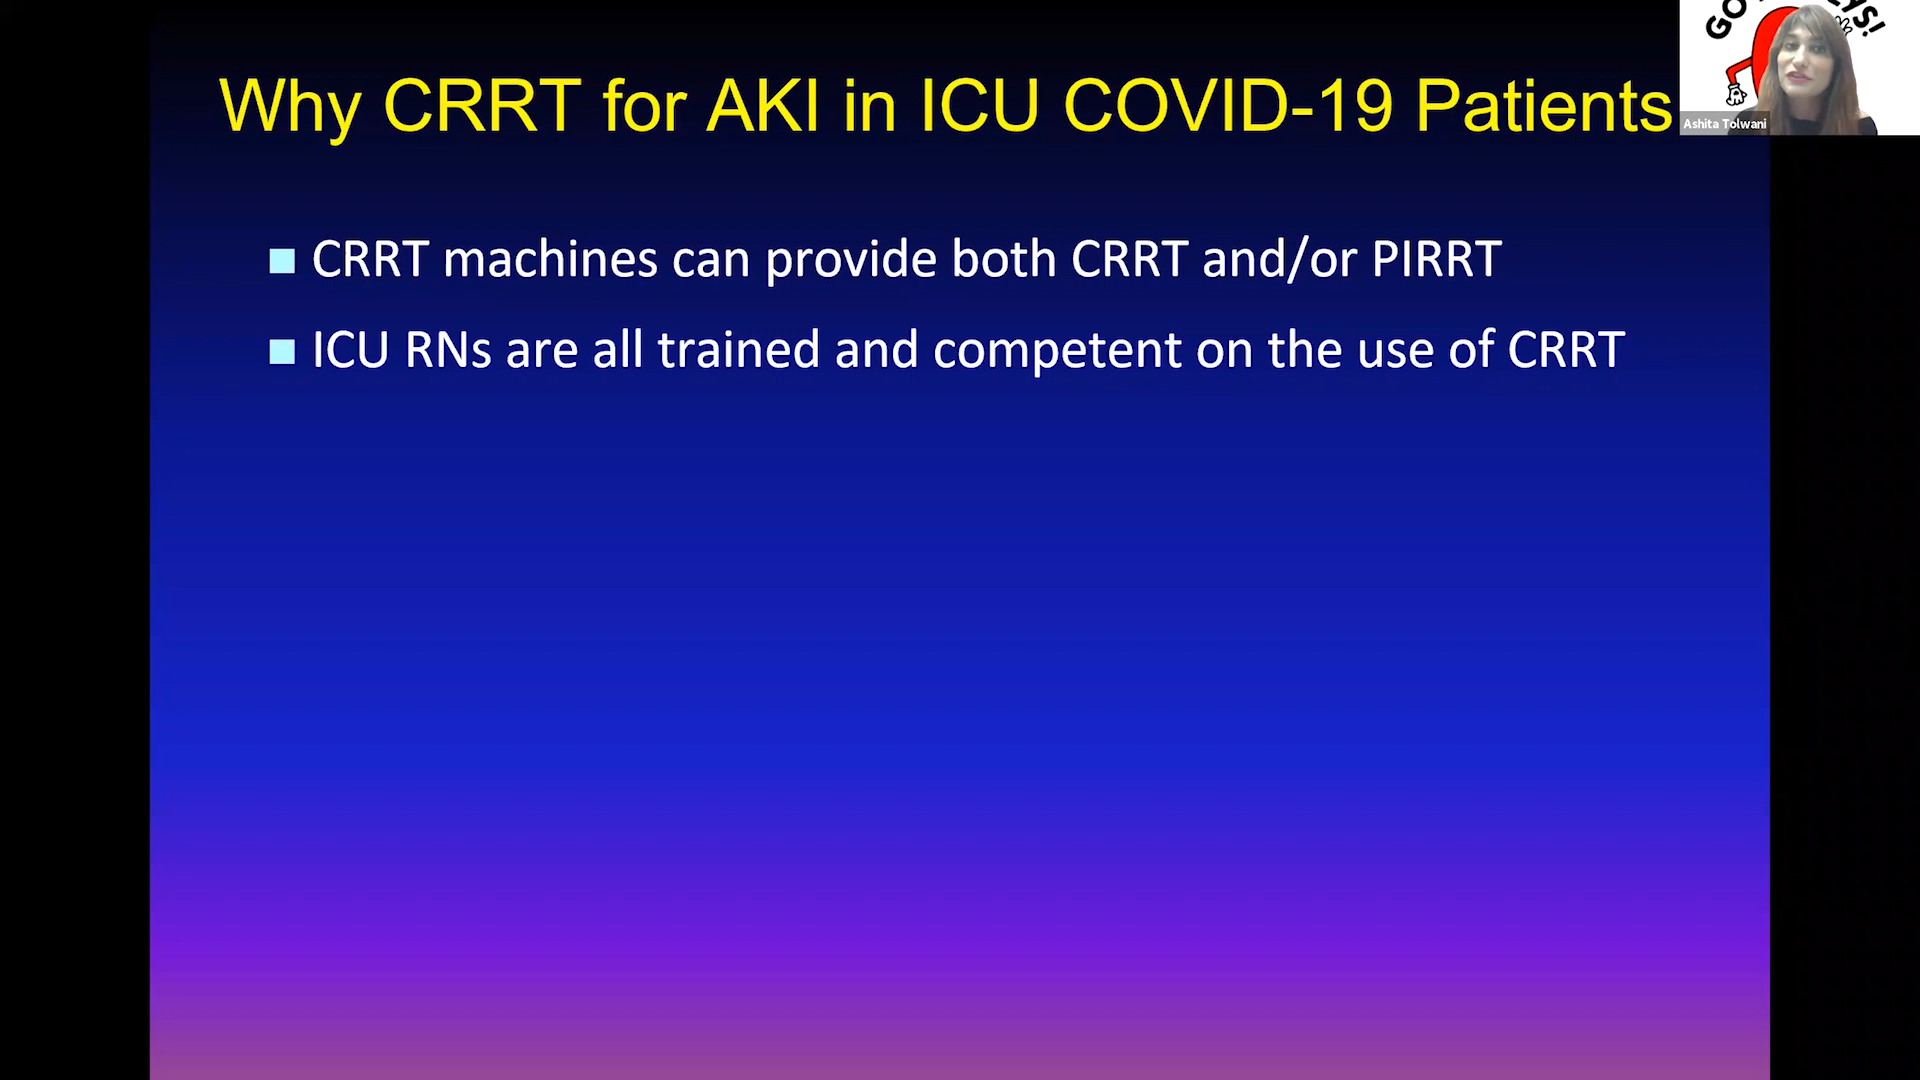 Why CRRT for AKI in ICU COVID-19 Patients
Ashita Tolwani
CRRT machines can provide both CRRT and/or PIRRT
ICU RNs are all trained and competent on the use of CRRT